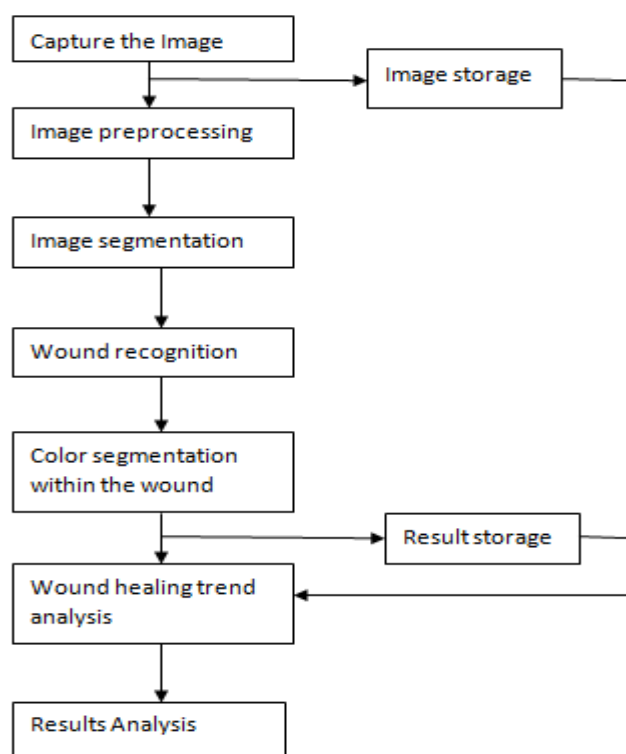 Capture the Image
Image storage
Image preprocessing
Image segmentation
Wound recognition
Color segmentation
within the wound
Result storage
Wound healing trend
analysis
Results Analysis